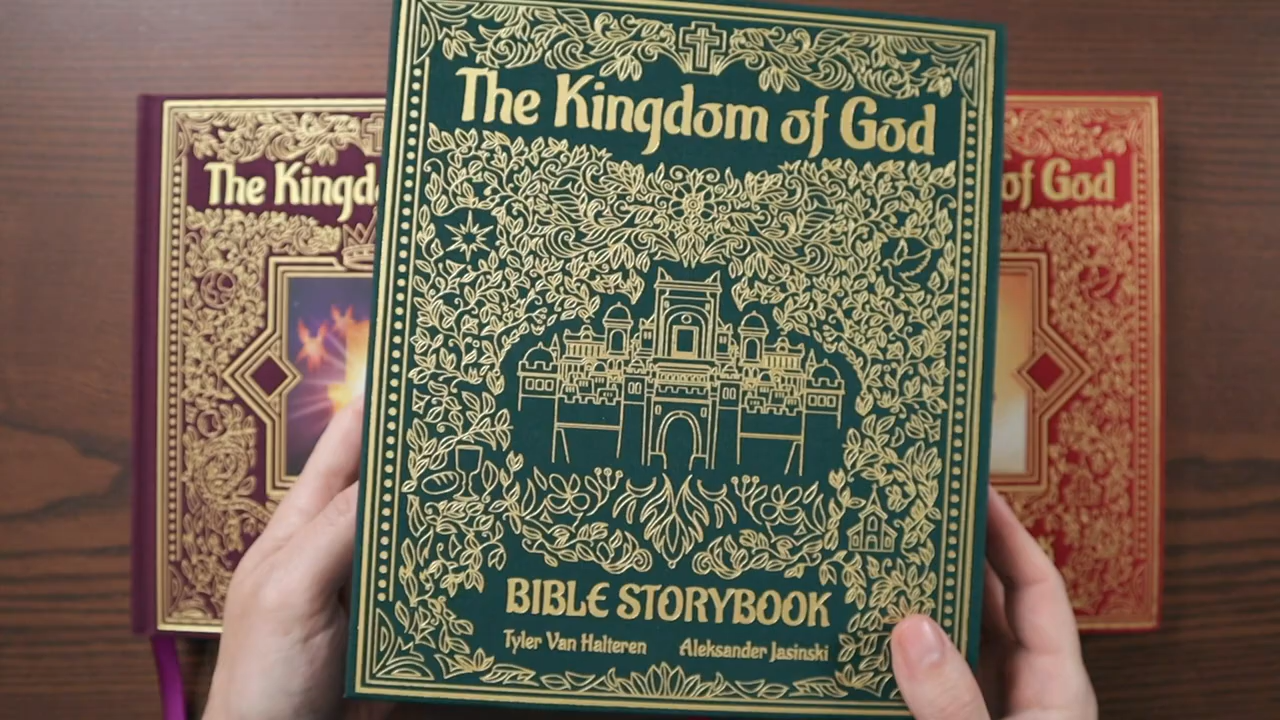 The Kingdom of God
The Kingd
of God
BIBLE STORYBOOK
Tyler Van Halteren Aleksander Jasinski